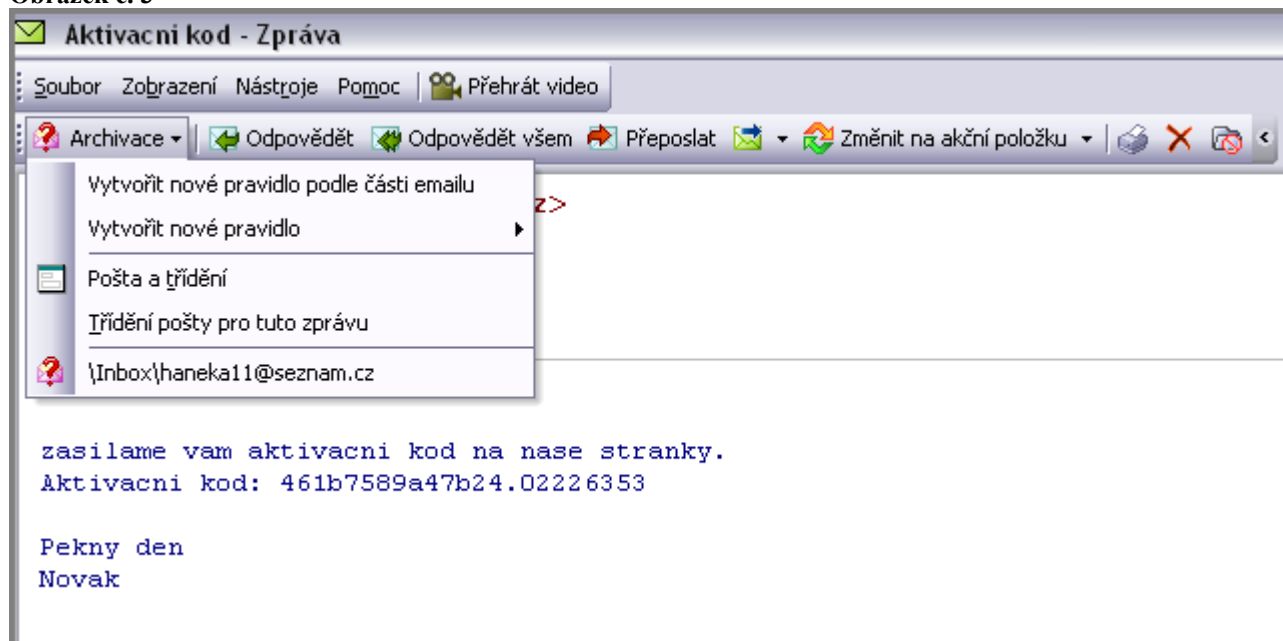 Aktivacni kod - Zpráva
Soubor Zobrazení Nástroje Pomoc Přehrát video
Archivace Odpovědět Odpovědět všem Přeposlat Změnit na akční položku
Vytvořit nové pravidlo podle části emailu
z>
Vytvořit nové pravidlo
Pošta a třídění
Třídění pošty pro tuto zprávu
\Inbox\haneka11@seznam.cz
zasilame vam aktivacni kod na nase stranky.
Aktivacni kod: 461b7589a47b24.02226353
Pekny den
Novak